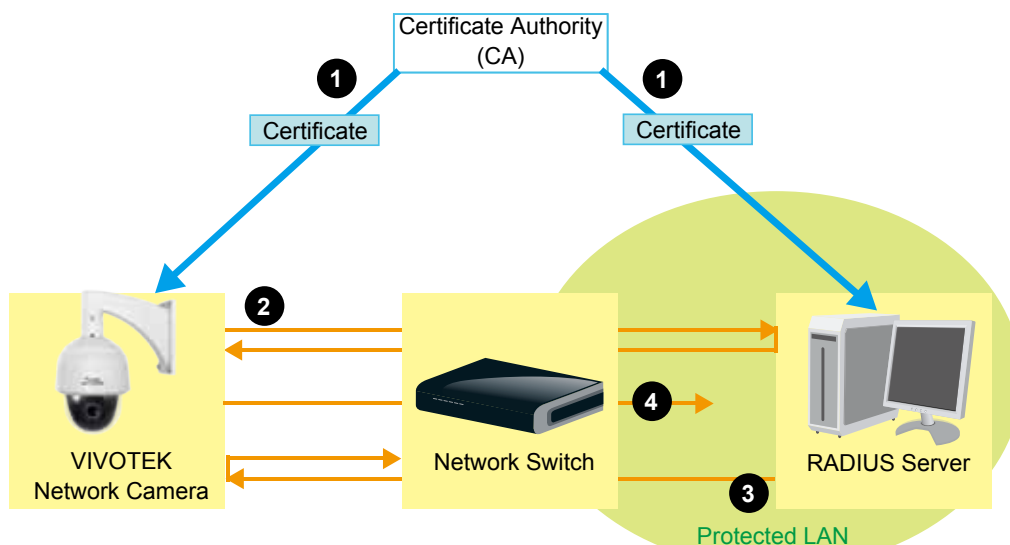 Certificate Authority
(CA)
1
1
Certificate
Certificate
2
4
VIVOTEK
Network Camera
Network Switch
RADIUS Server
3
Protected LAN